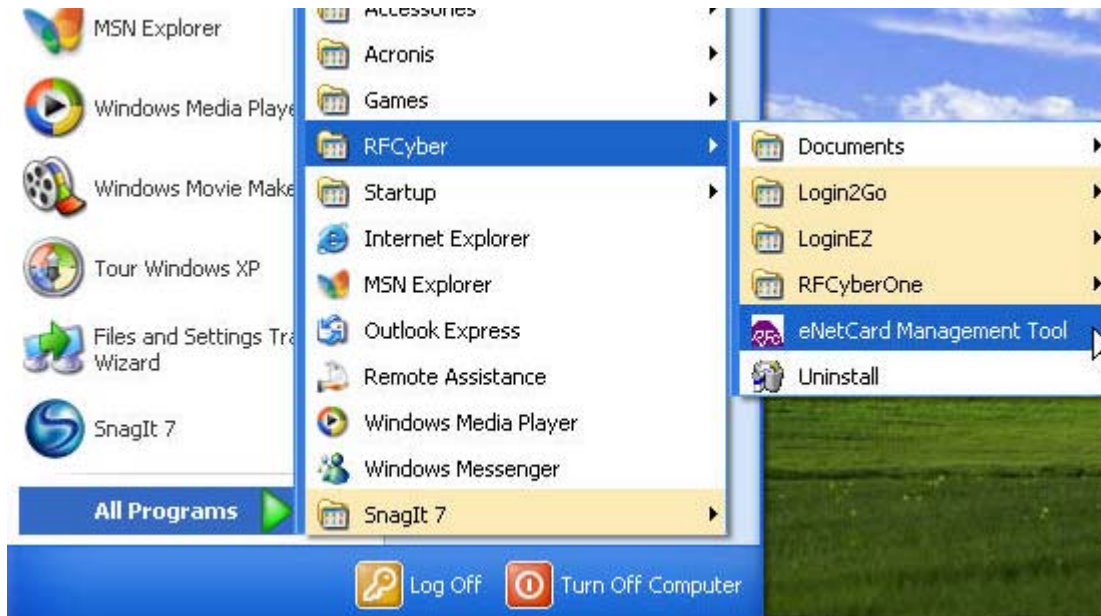 MSN Explorer
Windows Media Playe
Windows Movie Make
Tour Windows XP
Files and Settings Tra
Wizard
SnagIt 7
All Programs
Accessories
Acronis
Games
RFCyber
Startup
Internet Explorer
MSN Explorer
Outlook Express
Remote Assistance
Windows Media Player
Windows Messenger
SnagIt 7
Documents
Login2Go
LoginEZ
RFCyberOne
eNetCard Management Tool
Uninstall
Log Off
Turn Off Computer